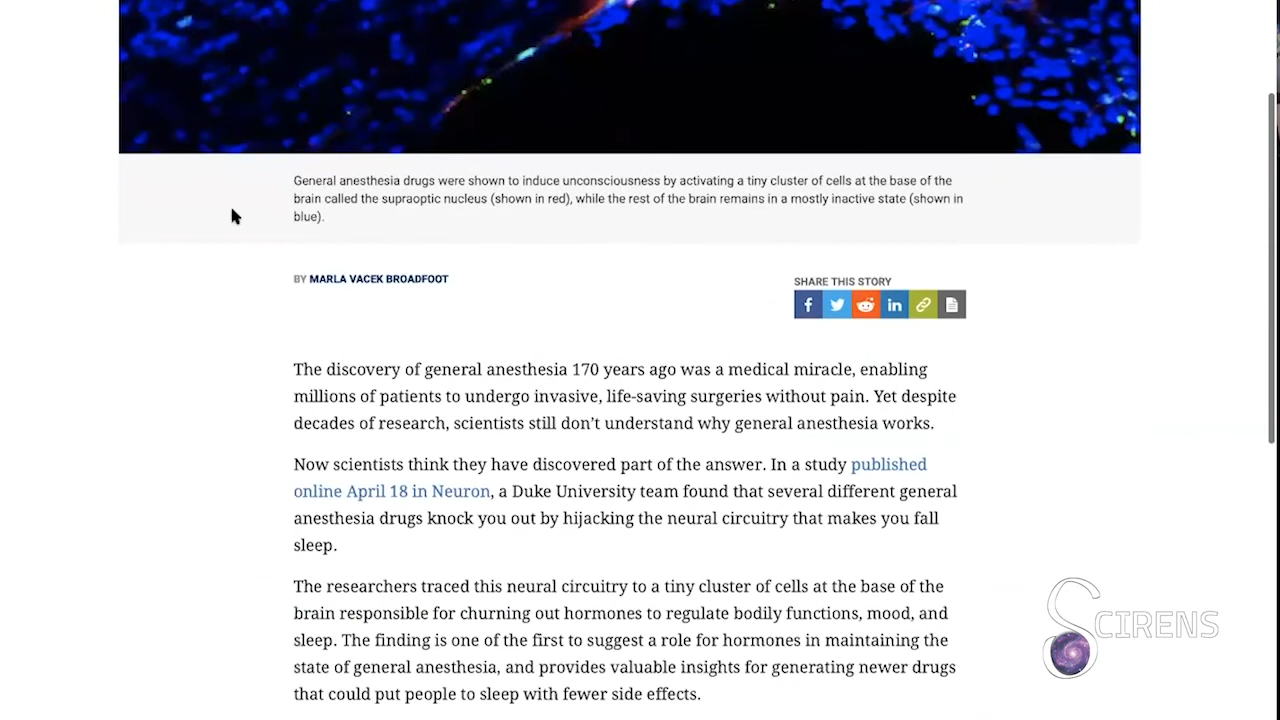 General anesthesia drugs were shown to induce unconsciousness by activating a tiny cluster of cells at the base of the
brain called the supraoptic nucleus (shown in red), while the rest of the brain remains in a mostly inactive state (shown in
blue).
BY MARLA VACEK BROADFOOT
SHARE THIS STORY
The discovery of general anesthesia 170 years ago was a medical miracle, enabling
millions of patients to undergo invasive, life-saving surgeries without pain. Yet despite
decades of research, scientists still don’t understand why general anesthesia works.
Now scientists think they have discovered part of the answer. In a study published
online April 18 in Neuron, a Duke University team found that several different general
anesthesia drugs knock you out by hijacking the neural circuitry that makes you fall
sleep.
The researchers traced this neural circuitry to a tiny cluster of cells at the base of the
brain responsible for churning out hormones to regulate bodily functions, mood, and
sleep. The finding is one of the first to suggest a role for hormones in maintaining the
state of general anesthesia, and provides valuable insights for generating newer drugs
that could put people to sleep with fewer side effects.
SCIRENS